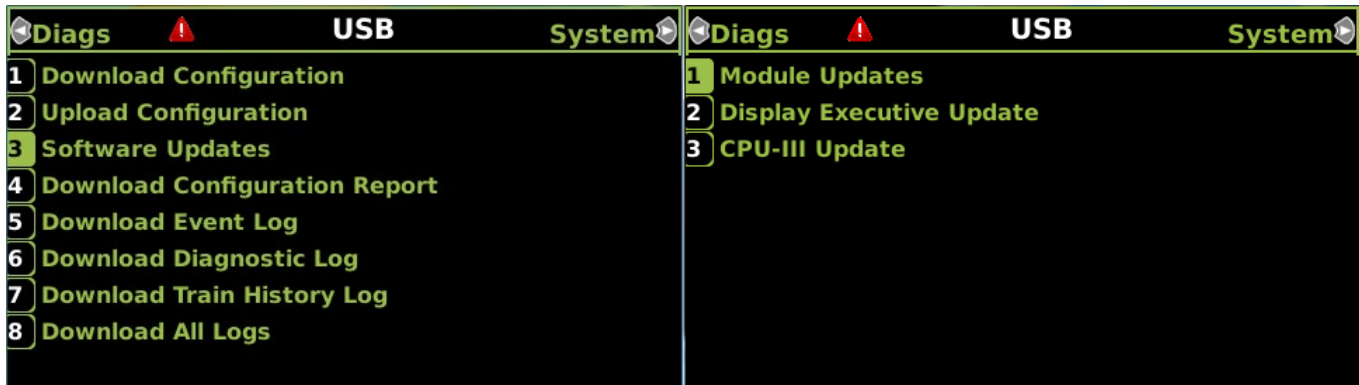 Diags USB System
1 Download Configuration
2 Upload Configuration
3 Software Updates
4 Download Configuration Report
5 Download Event Log
6 Download Diagnostic Log
7 Download Train History Log
8 Download All Logs
Diags USB System
1 Module Updates
2 Display Executive Update
3 CPU-III Update